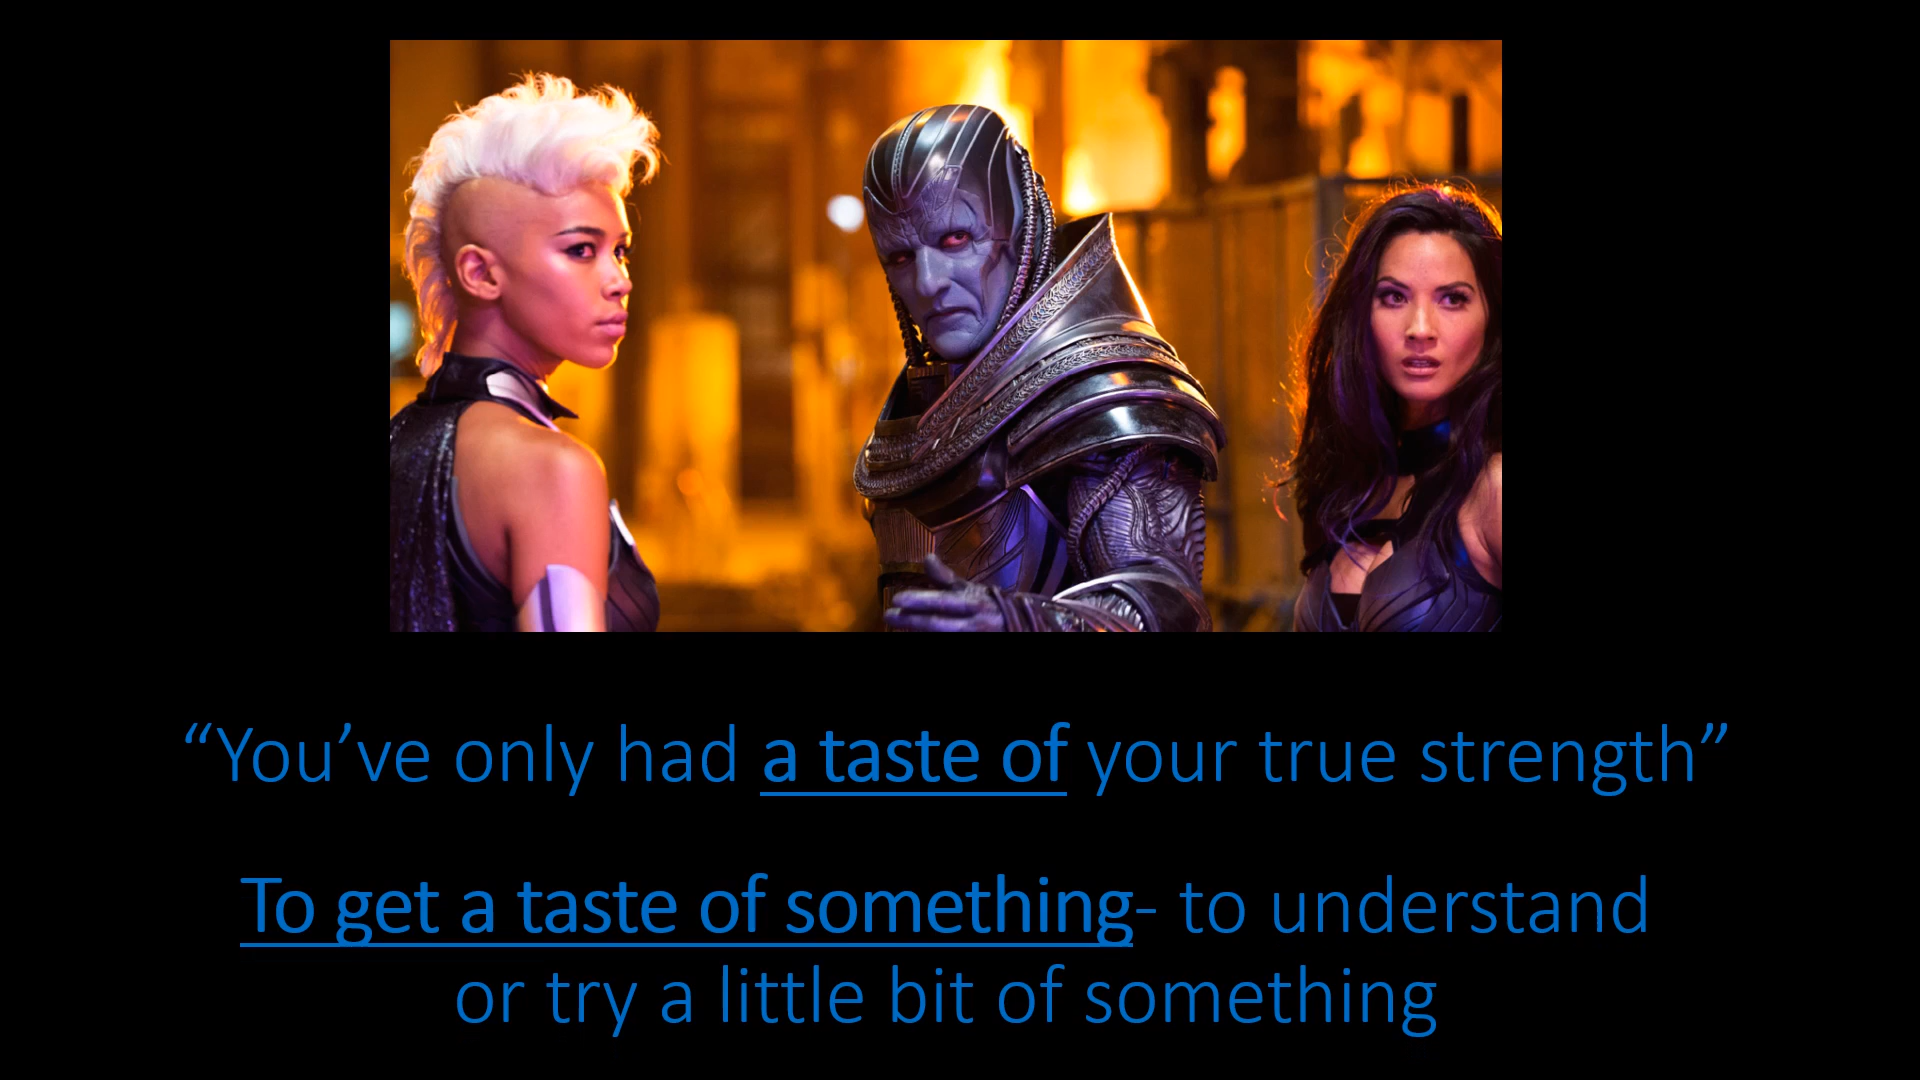 “You’ve only had a taste of your true strength”
To get a taste of something- to understand
or try a little bit of something